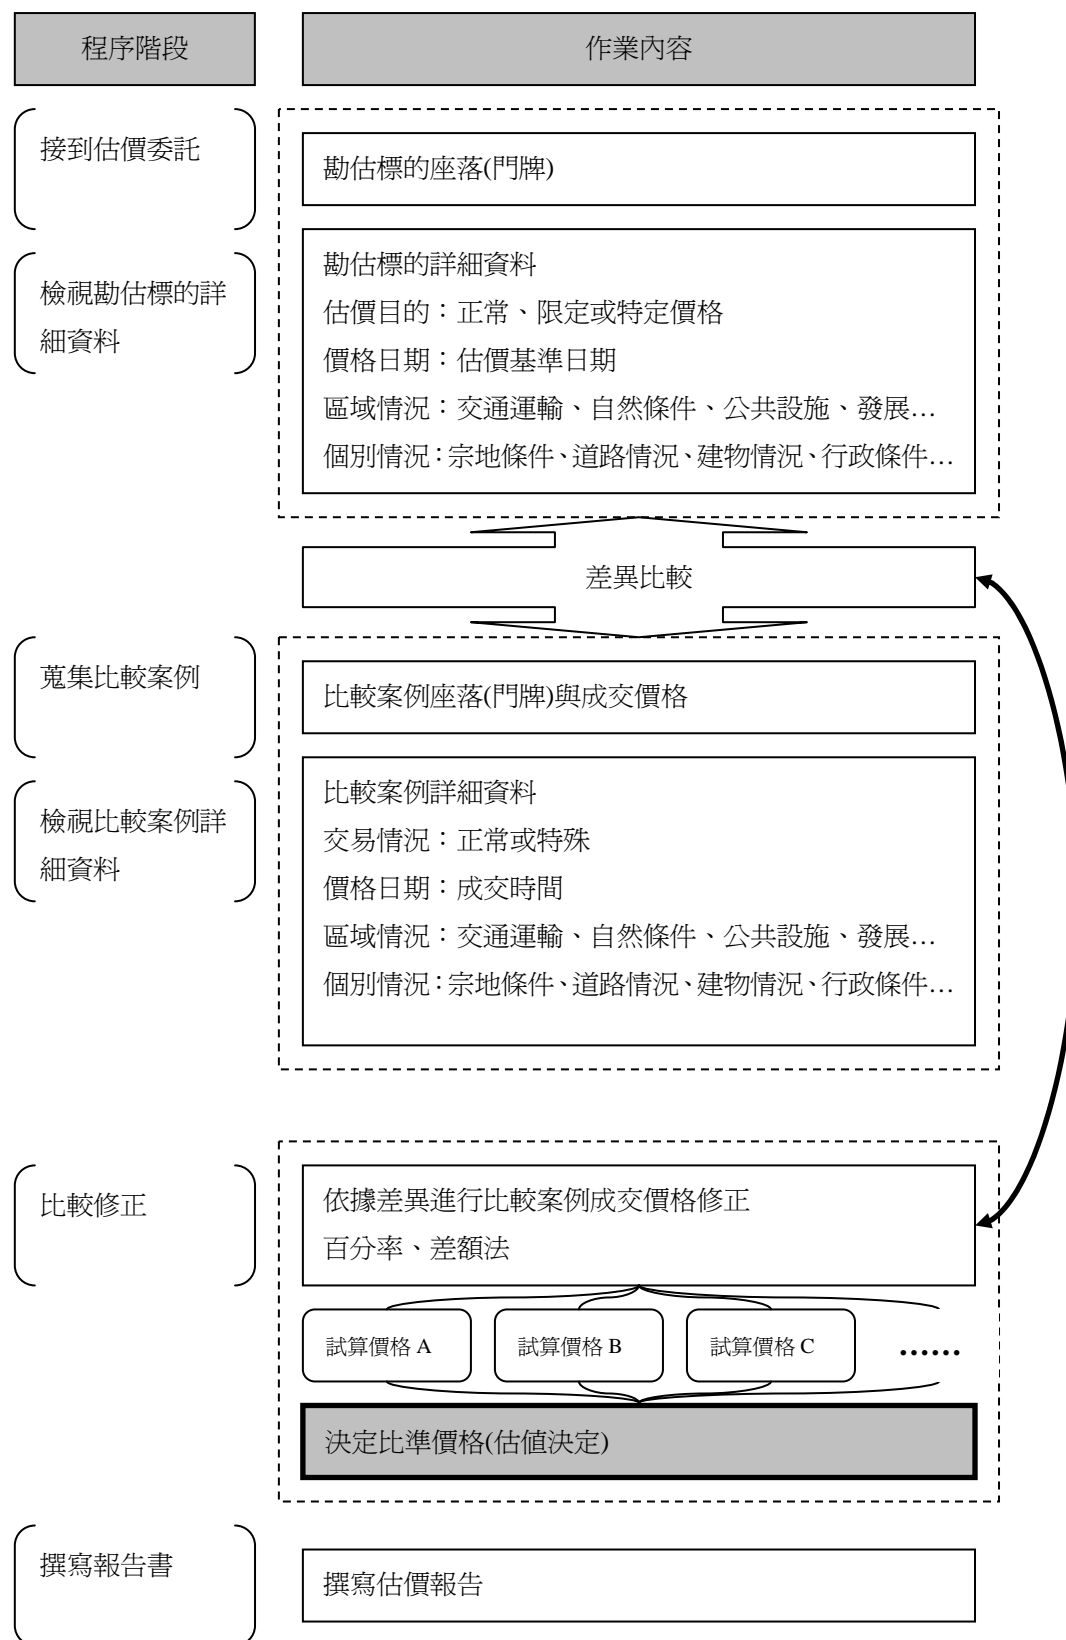 程序階段
作業內容
接到估價委託
勘估標的座落(門牌)
檢視勘估標的詳
細資料
勘估標的詳細資料
估價目的：正常、限定或特定價格
價格日期：估價基準日期
區域情況：交通運輸、自然條件、公共設施、發展…
個別情況：宗地條件、道路情況、建物情況、行政條件…
差異比較
蒐集比較案例
比較案例座落(門牌)與成交價格
檢視比較案例詳
細資料
比較案例詳細資料
交易情況：正常或特殊
價格日期：成交時間
區域情況：交通運輸、自然條件、公共設施、發展…
個別情況：宗地條件、道路情況、建物情況、行政條件…
比較修正
依據差異進行比較案例成交價格修正
百分率、差額法
試算價格 A
試算價格 B
試算價格 C
……
決定比準價格(估值決定)
撰寫報告書
撰寫估價報告